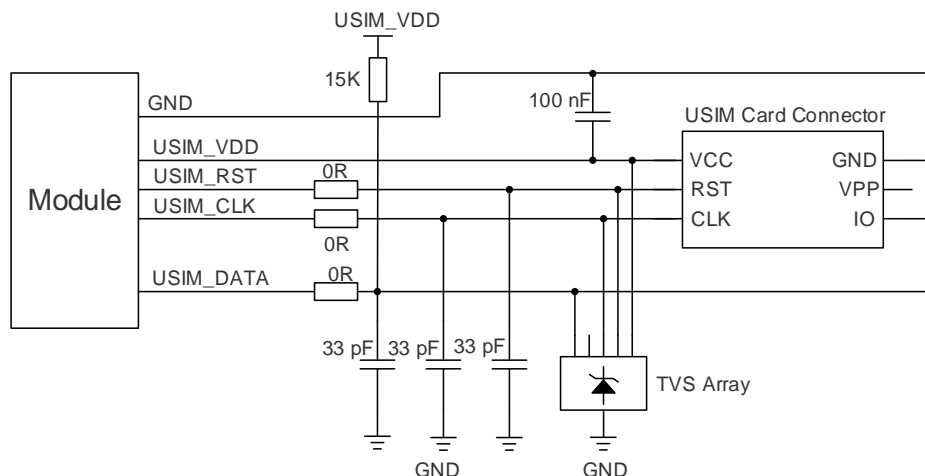 USIM_VDD
15K
GND
100 nF
USIM Card Connector
USIM_VDD
VCC
GND
USIM_RST
0R
RST
VPP
Module
USIM_CLK
CLK
IO
0R
USIM_DATA
0R
33 pF
33 pF
33 pF
TVS Array
GND
GND